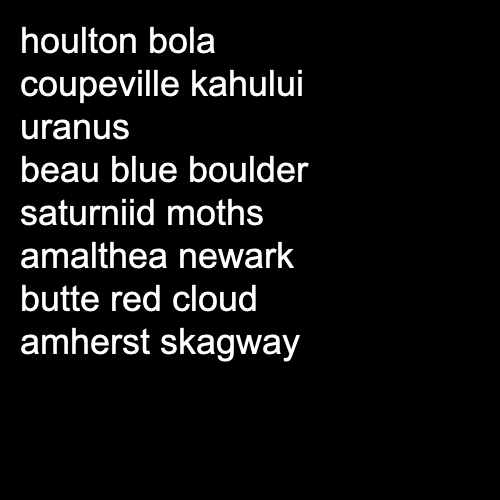 houlton bola
coupeville kahului
uranus
beau blue boulder
saturniid moths
amalthea newark
butte red cloud
amherst skagway